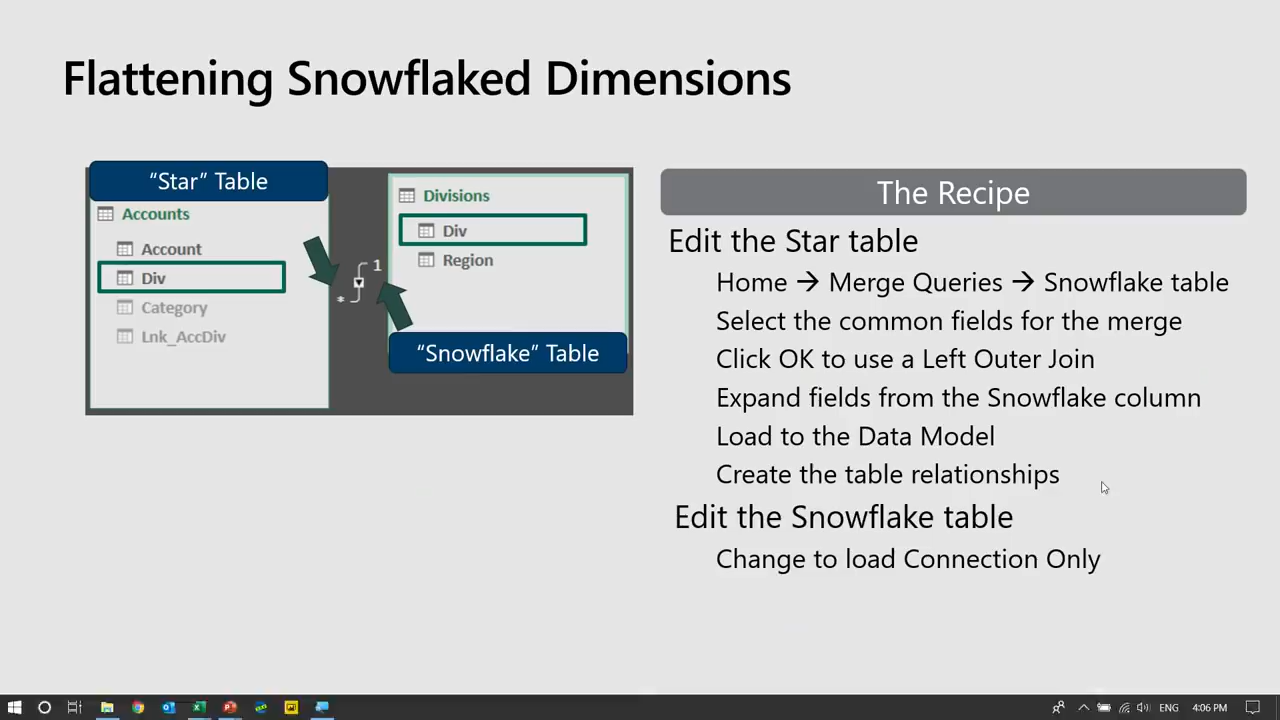 Flattening Snowflaked Dimensions
“Star” Table
Accounts
Account
Div
Category
Lnk_AccDiv
1
*
Divisions
Div
Region
“Snowflake” Table
The Recipe
Edit the Star table
Home → Merge Queries → Snowflake table
Select the common fields for the merge
Click OK to use a Left Outer Join
Expand fields from the Snowflake column
Load to the Data Model
Create the table relationships
Edit the Snowflake table
Change to load Connection Only
ENG
4:06 PM